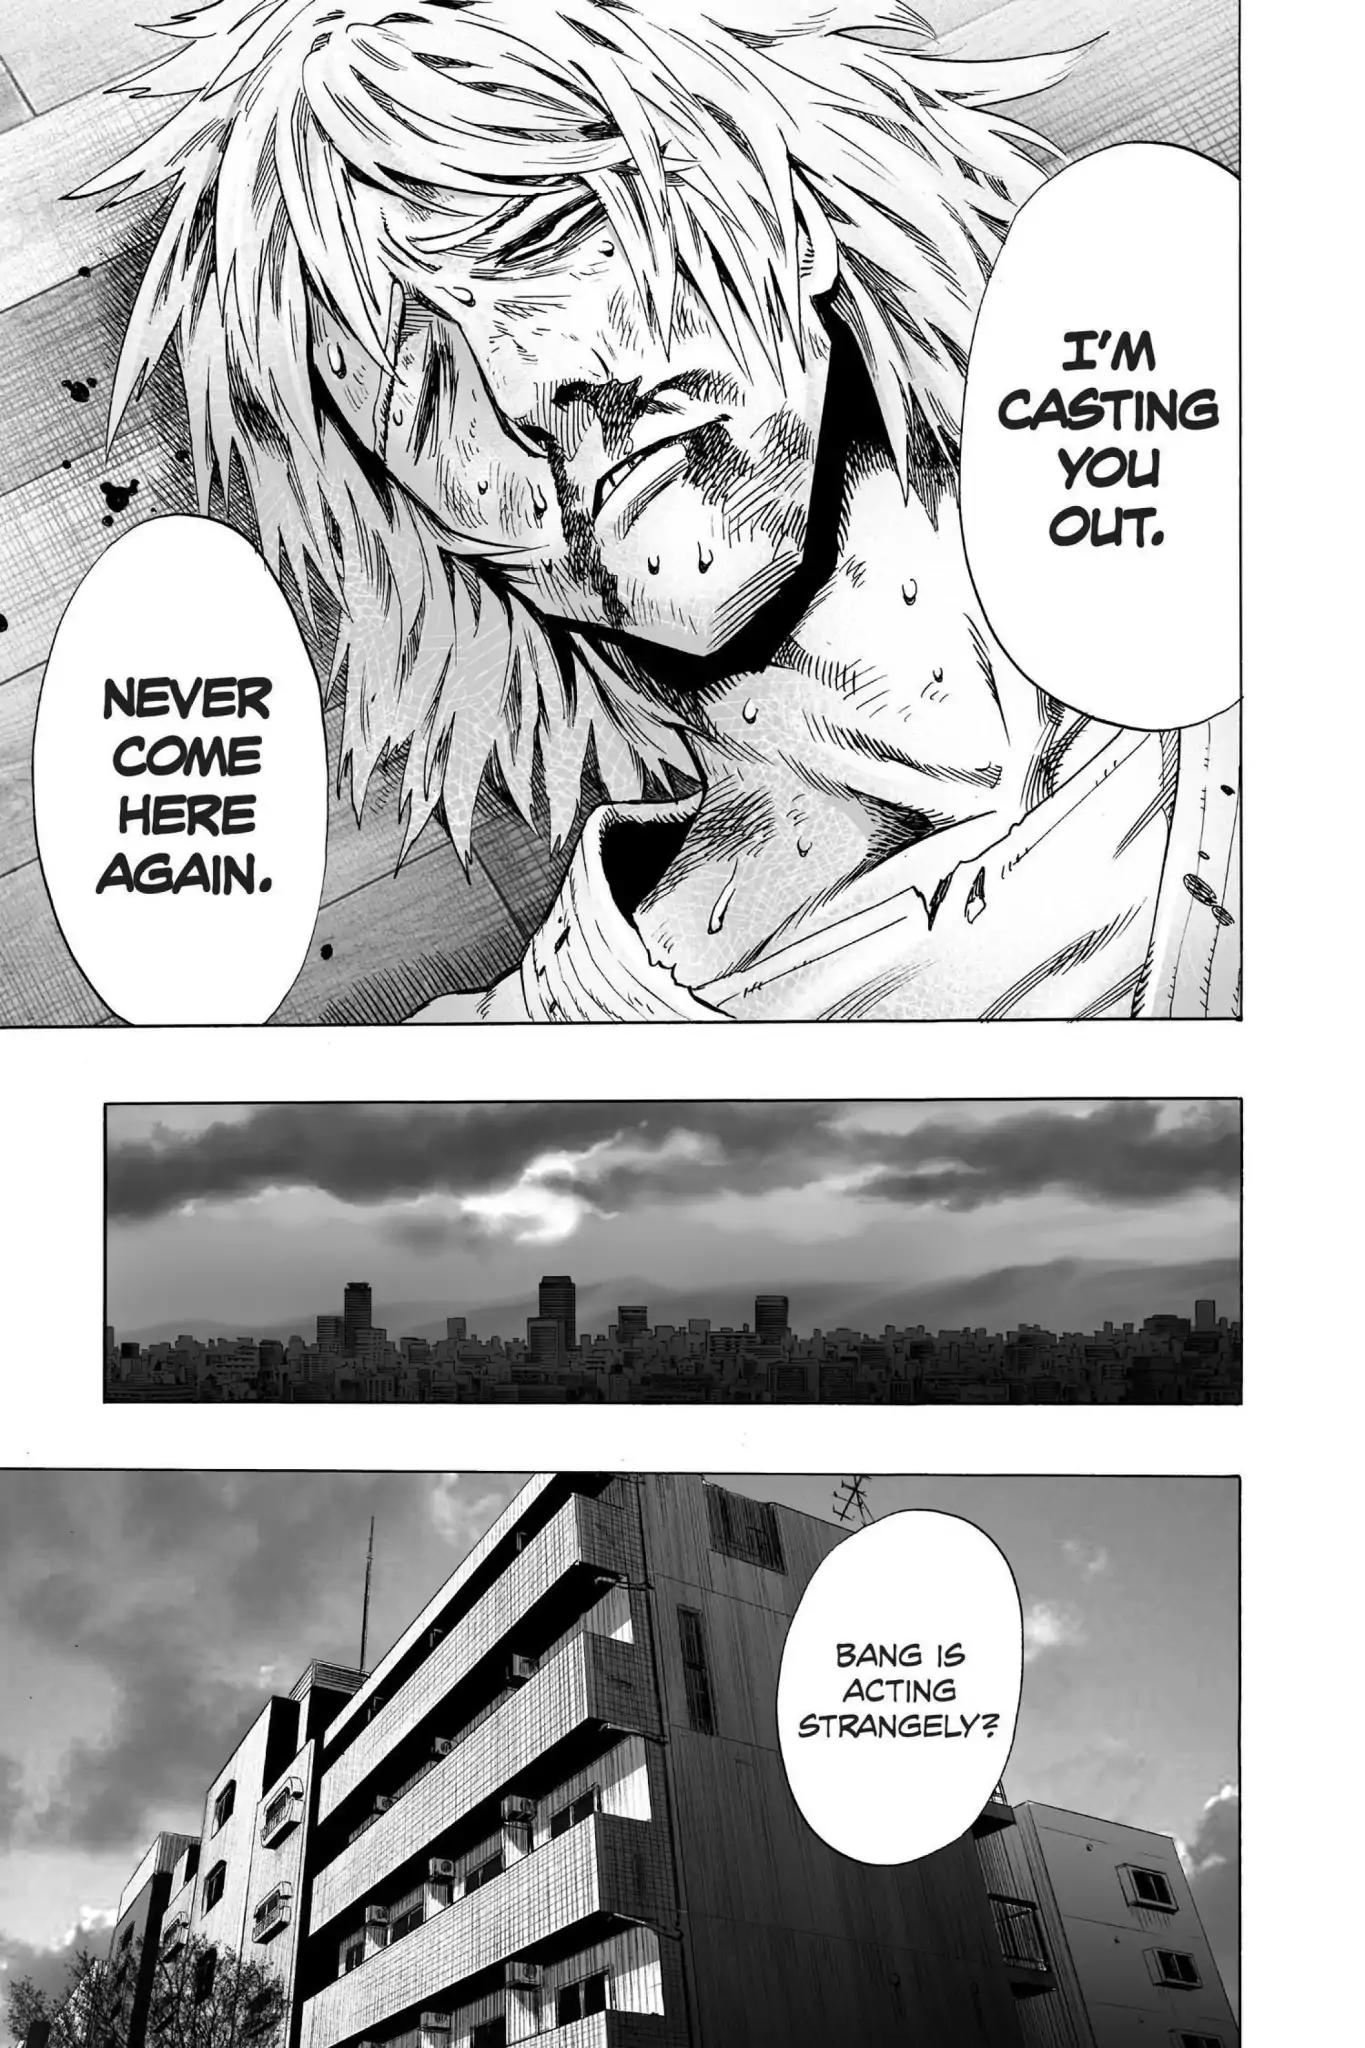 I'M
CASTING
YOU
OUT.
NEVER
COME
HERE
AGAIN.
BANG IS
ACTING
STRANGELY?